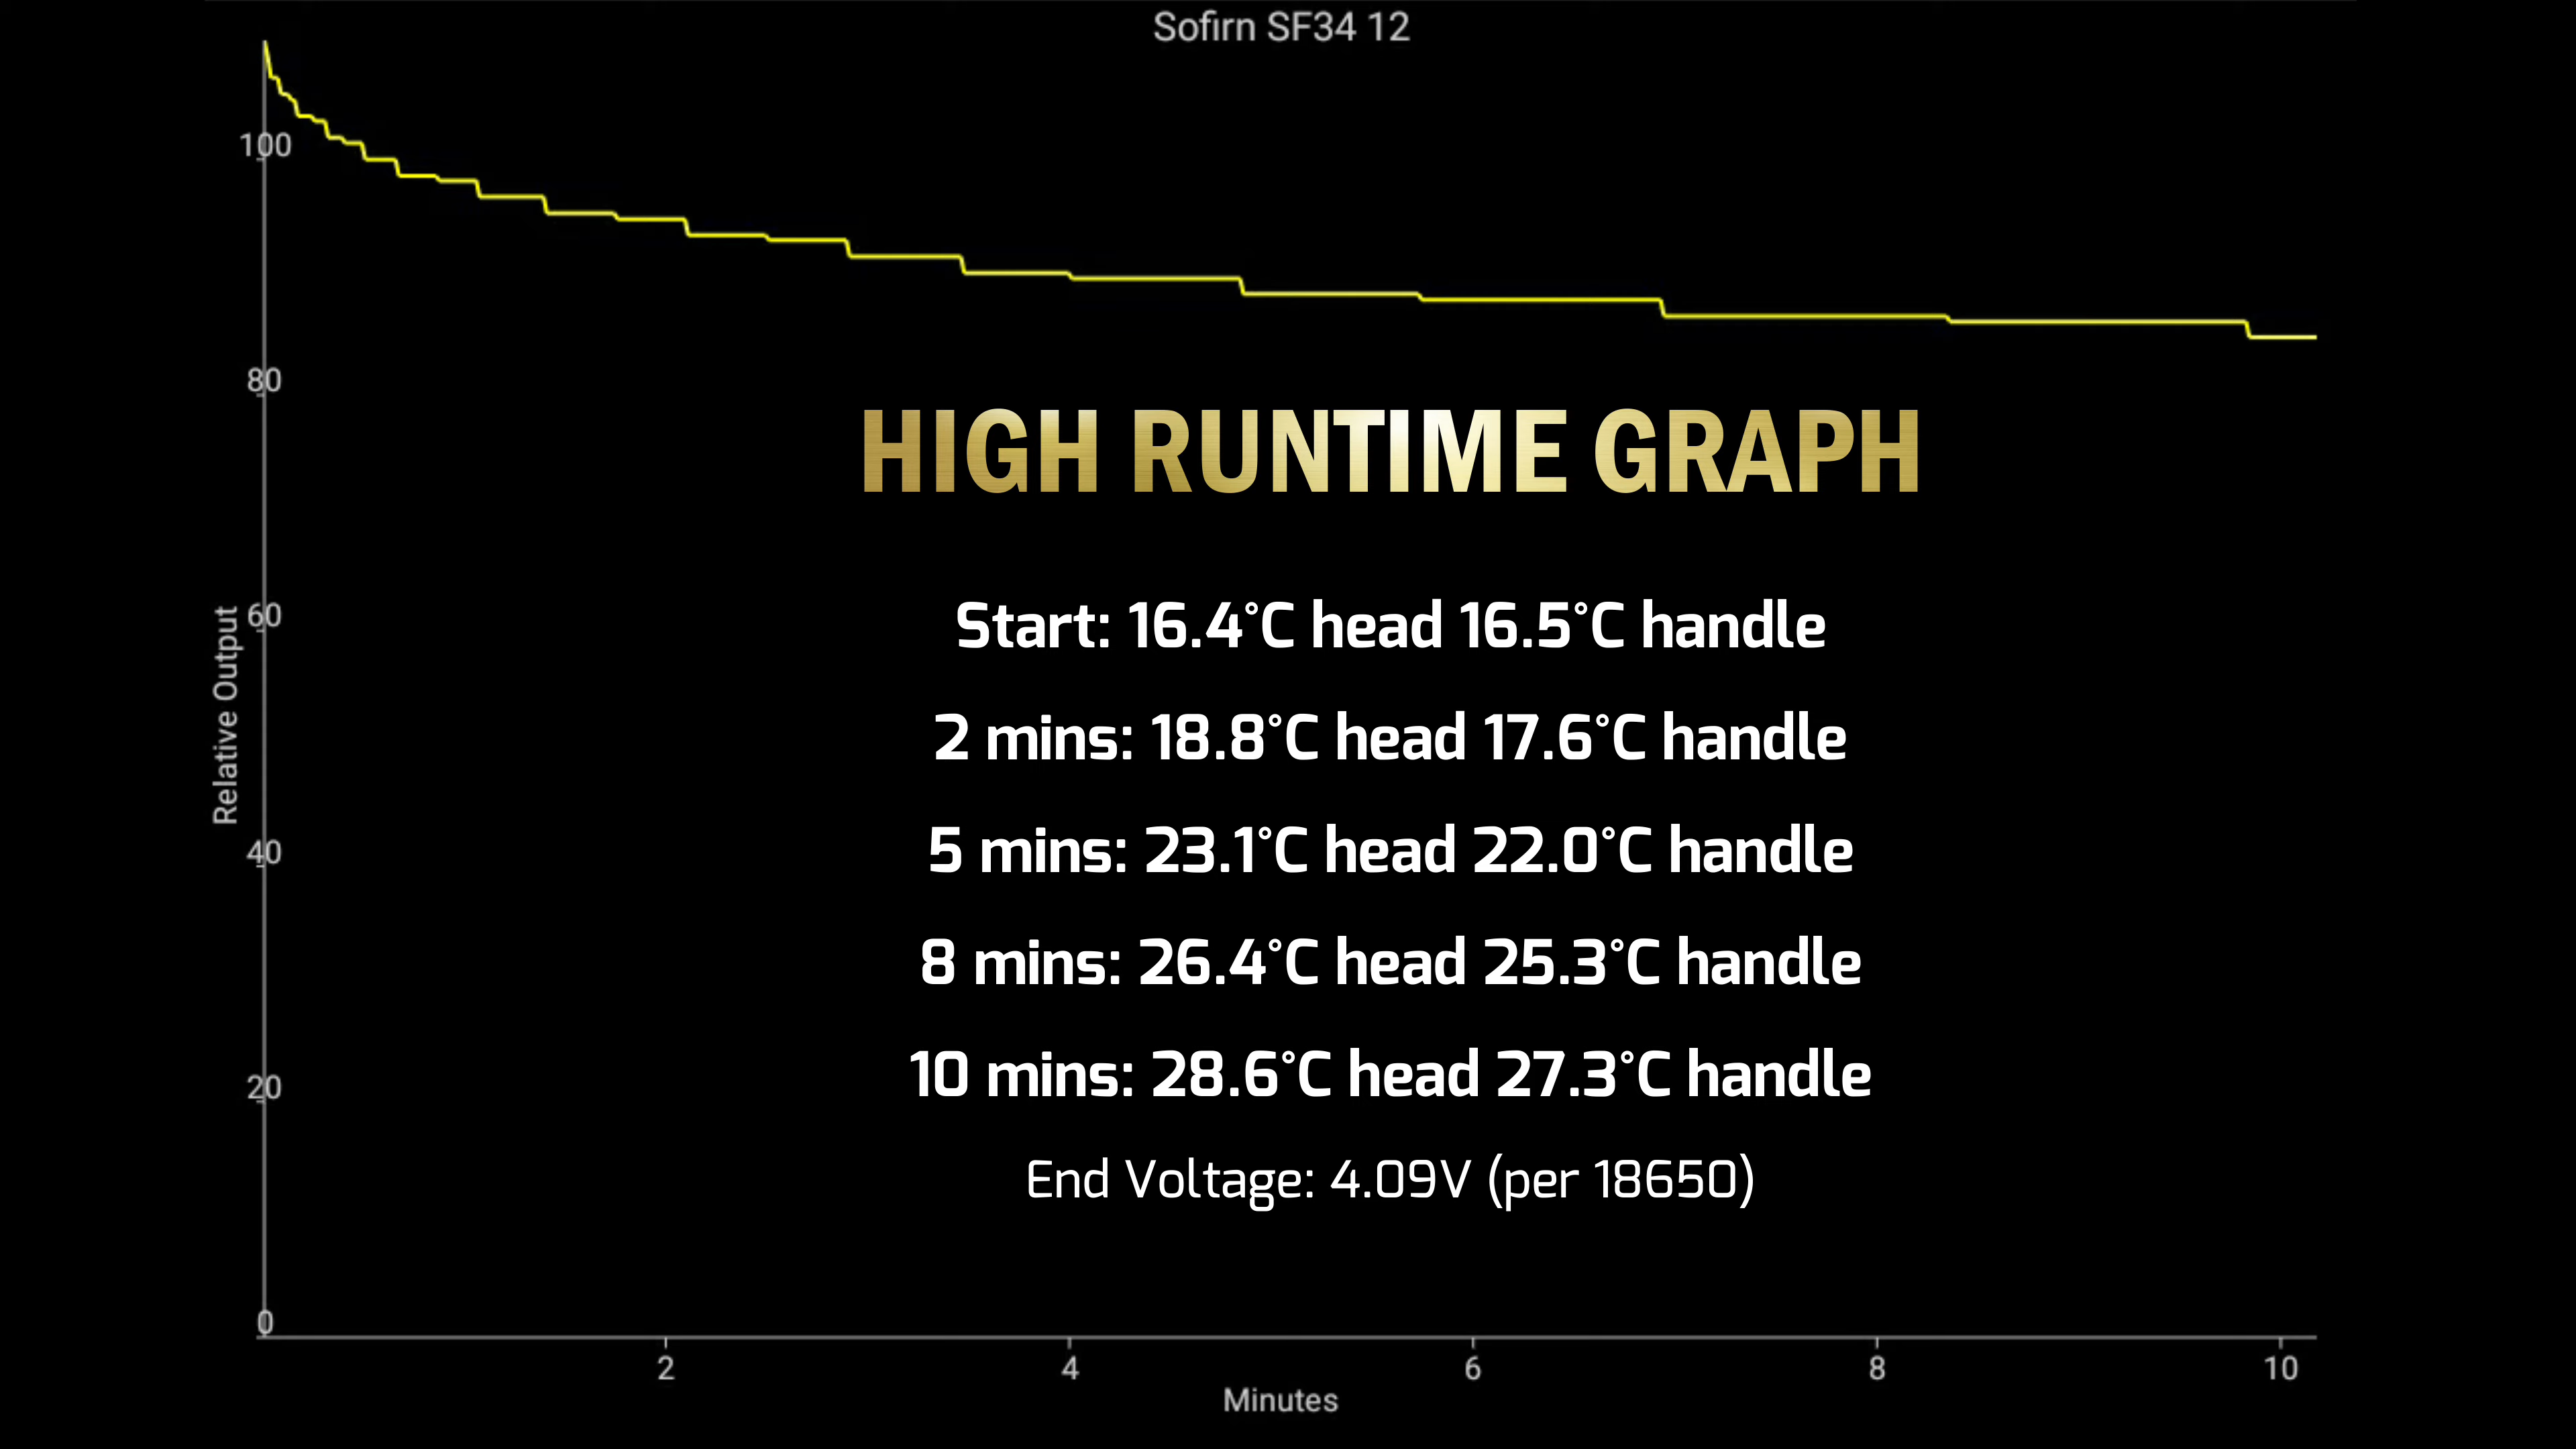 Sofirn SF34 12
100
80
60
40
20
0
Relative Output
HIGH RUNTIME GRAPH
Start: 16.4°C head 16.5°C handle
2 mins: 18.8°C head 17.6°C handle
5 mins: 23.1°C head 22.0°C handle
8 mins: 26.4°C head 25.3°C handle
10 mins: 28.6°C head 27.3°C handle
End Voltage: 4.09V (per 18650)
2 4 6 8 10
Minutes